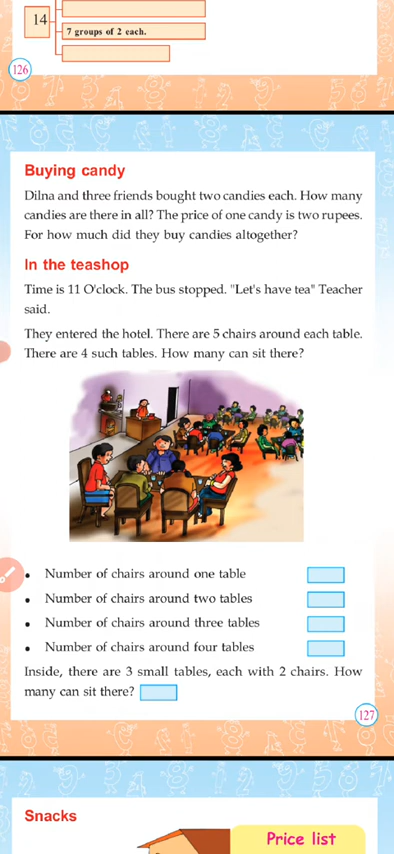 14
7 groups of 2 each.
126
Buying candy
Dilna and three friends bought two candies each. How many
candies are there in all? The price of one candy is two rupees.
For how much did they buy candies altogether?
In the teashop
Time is 11 O'clock. The bus stopped. "Let's have tea" Teacher
said.
They entered the hotel. There are 5 chairs around each table.
There are 4 such tables. How many can sit there?
• Number of chairs around one table
• Number of chairs around two tables
• Number of chairs around three tables
• Number of chairs around four tables
Inside, there are 3 small tables, each with 2 chairs. How
many can sit there?
127
Snacks
Price list